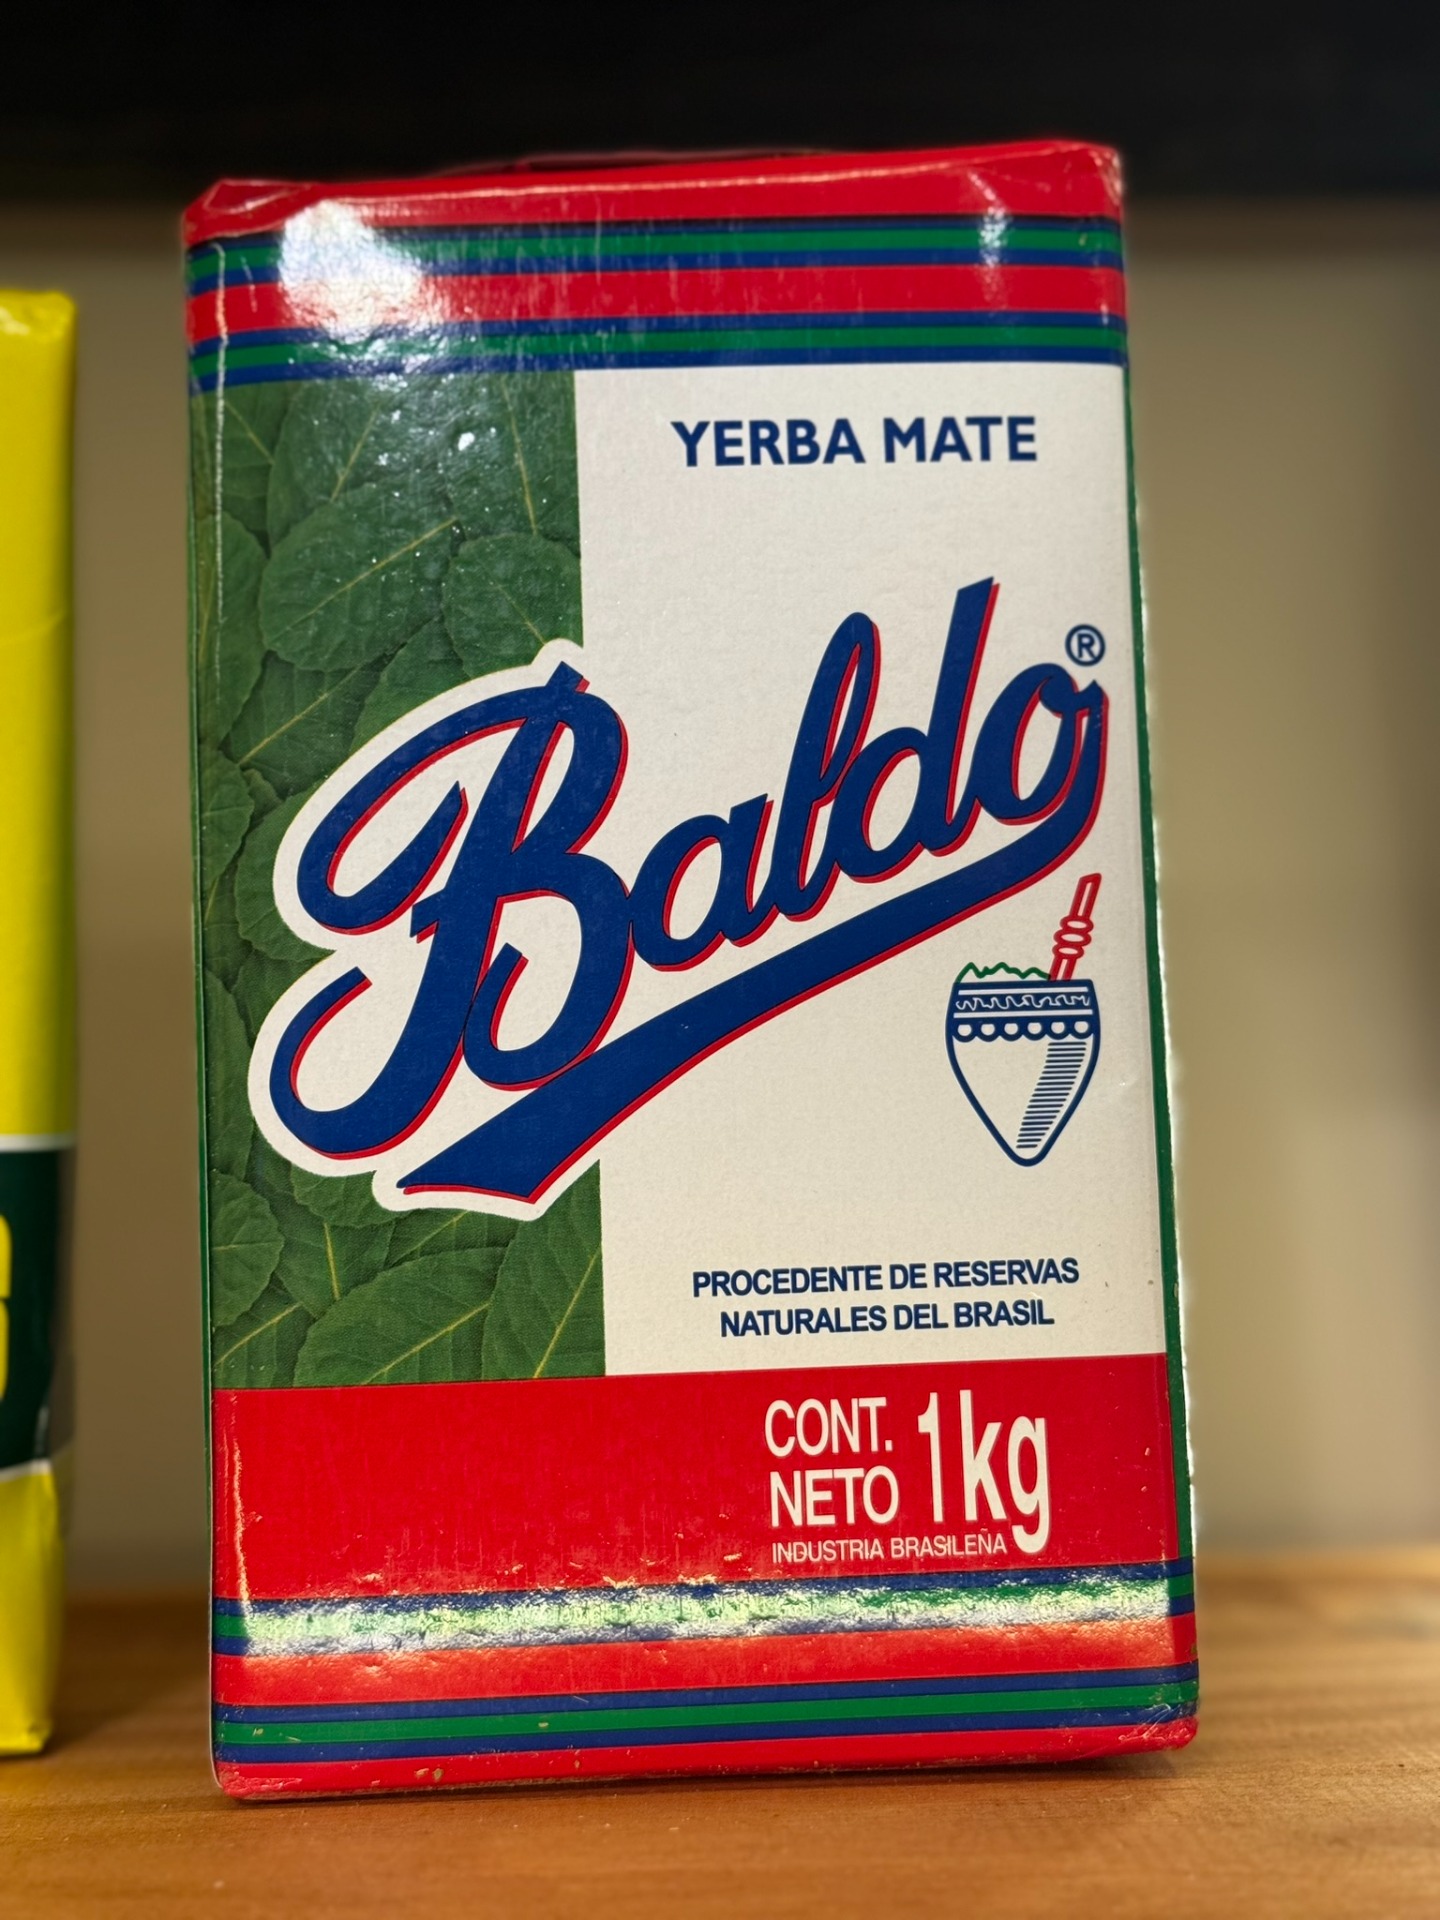 YERBA MATE
Baldo®
PROCEDENTE DE RESERVAS
NATURALES DEL BRASIL
CONT.
NETO 1kg
INDUSTRIA BRASILEÑA